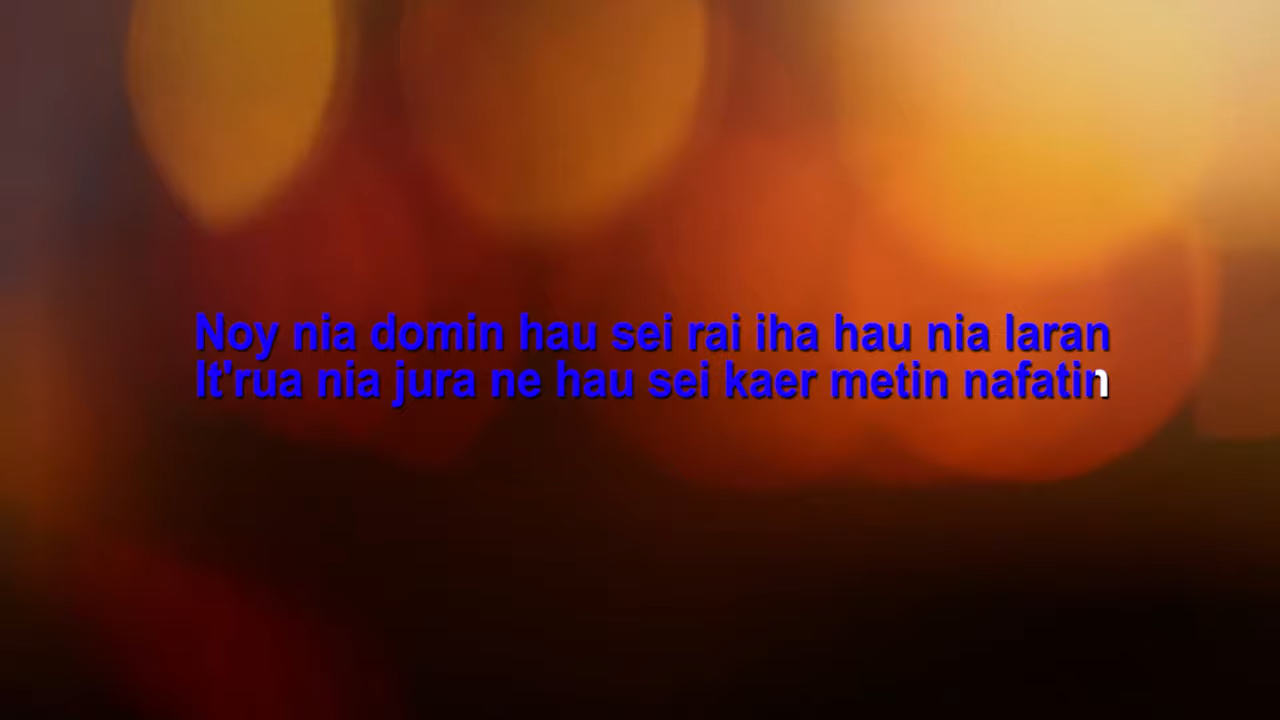 Noy nia domin hau sei rai iha hau nia laran
It'rua nia jura ne hau sei kaer metin nafatin